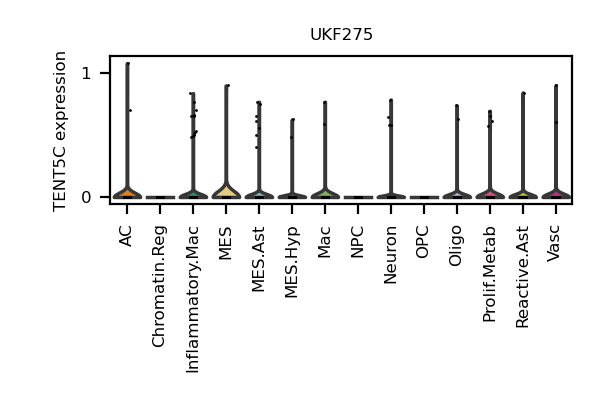 UKF275
TENT5C expression
1
0
AC
Chromatin.Reg
Inflammatory.Mac
MES
MES.Ast
MES.Hyp
Mac
NPC
Neuron
OPC
Oligo
Prolif.Metab
Reactive.Ast
Vasc